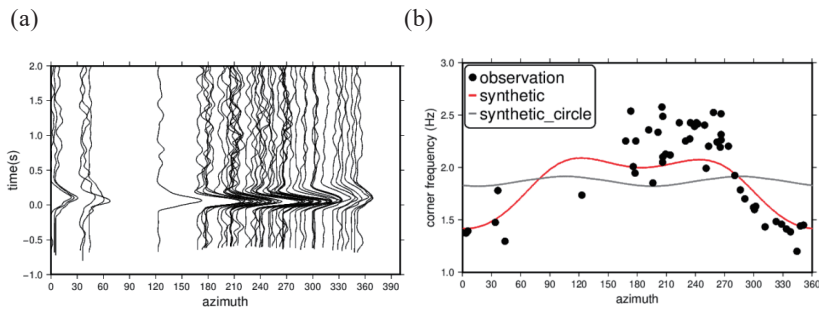 (a)
(b)
2.0
1.5
1.0
0.5
0.0
−0.5
−1.0
time(s)
0 30 60 90 120 150 180 210 240 270 300 330 360 390
azimuth
3.0
2.5
2.0
1.5
1.0
corner frequency (Hz)
observation
synthetic
synthetic_circle
0 30 60 90 120 150 180 210 240 270 300 330 360
azimuth